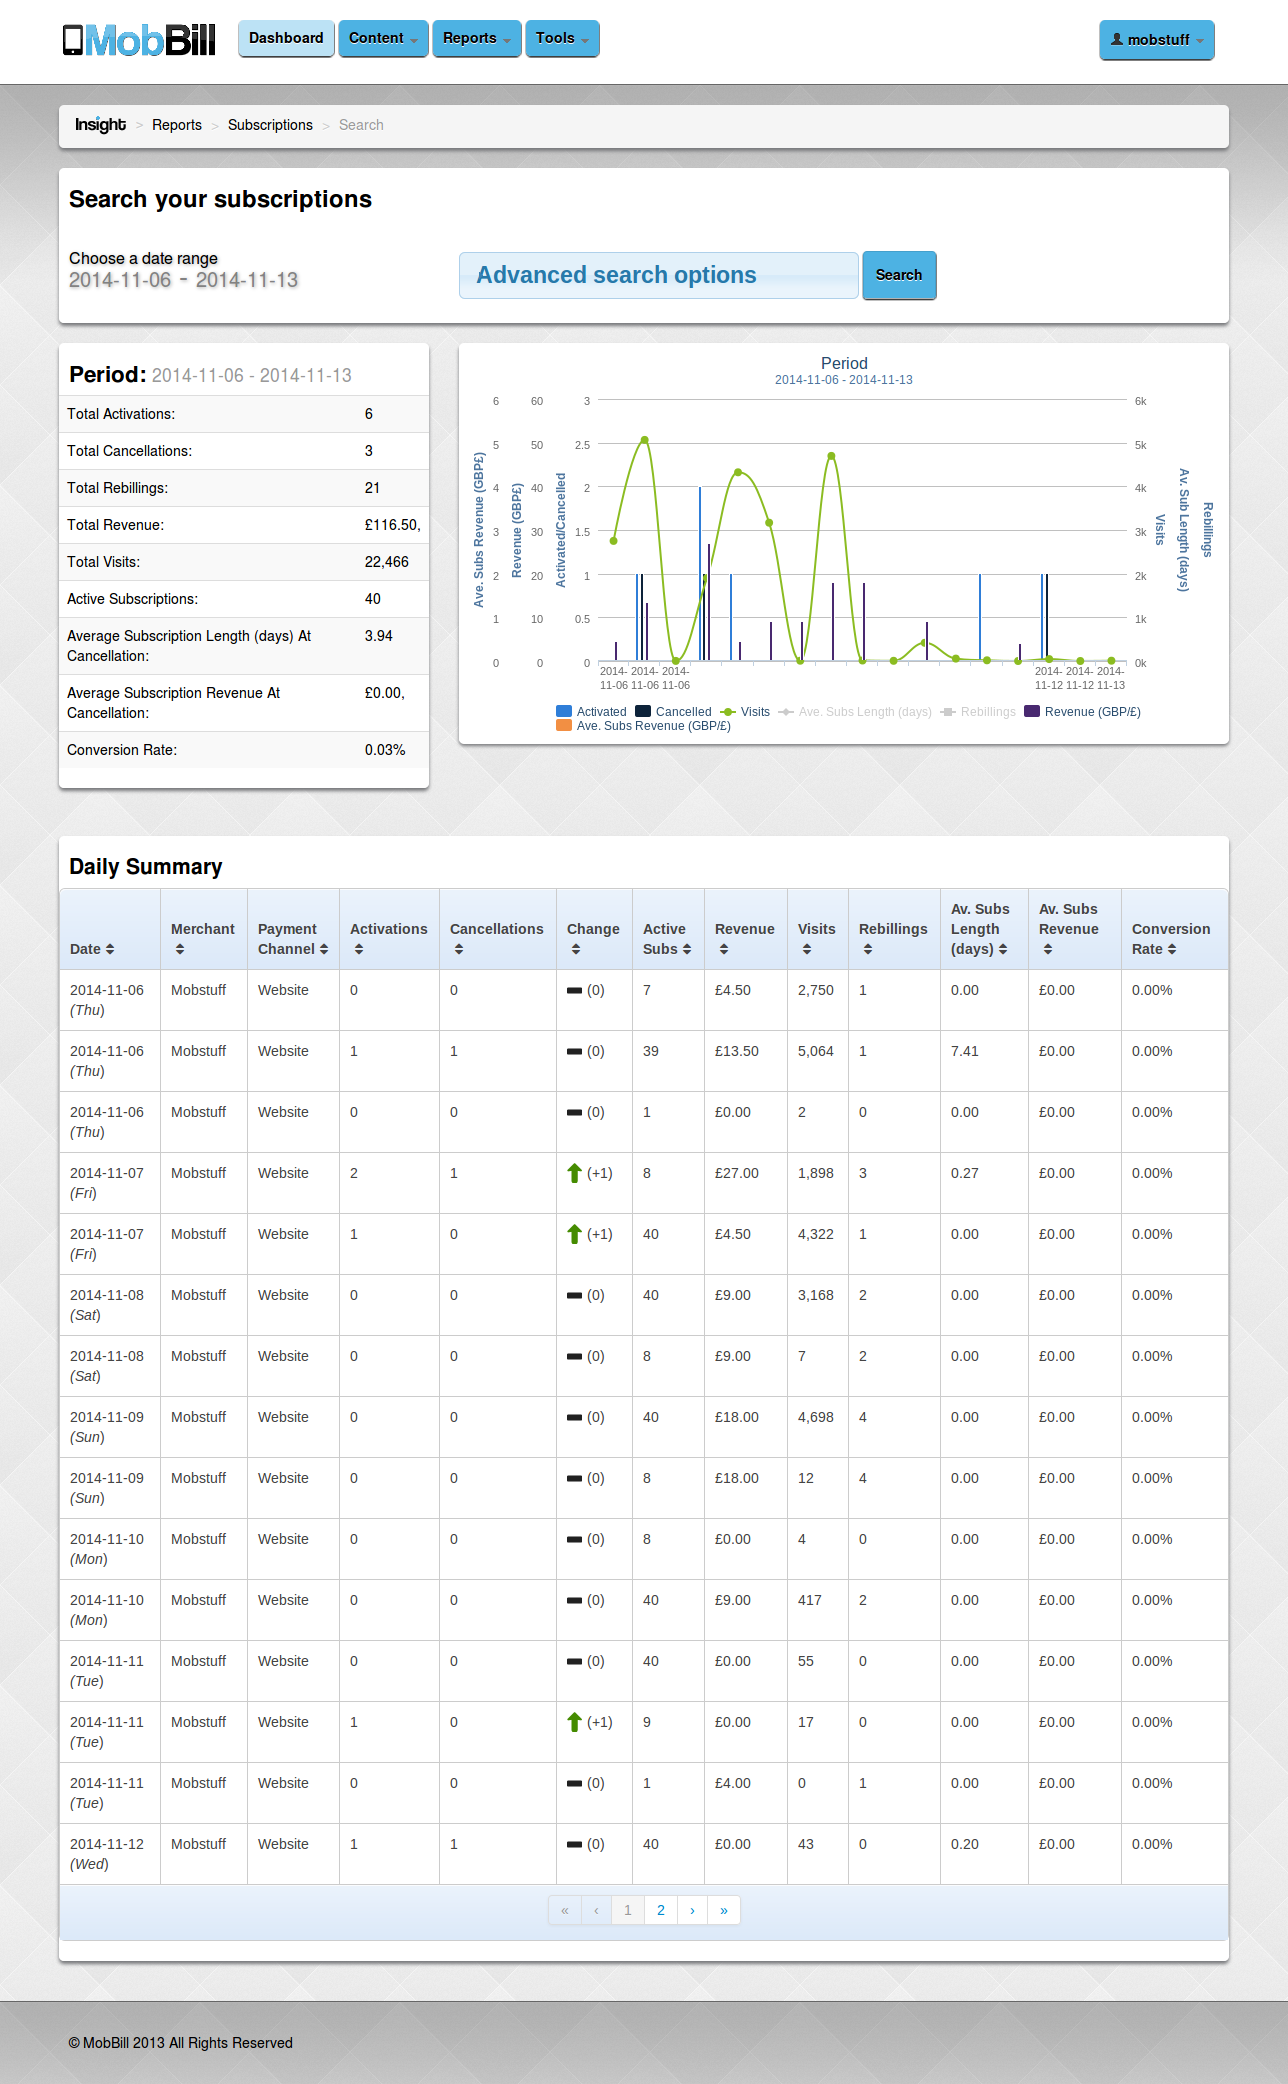 MobBill
Dashboard Content Reports Tools mobstuff
Insight > Reports > Subscriptions > Search
Search your subscriptions
Choose a date range
2014-11-06 - 2014-11-13
Advanced search options Search
Period: 2014-11-06 - 2014-11-13
Total Activations: 6
Total Cancellations: 3
Total Rebillings: 21
Total Revenue: £116.50,
Total Visits: 22,466
Active Subscriptions: 40
Average Subscription Length (days) At 3.94
Cancellation:
Average Subscription Revenue At £0.00,
Cancellation:
Conversion Rate: 0.03%
Period
2014-11-06 - 2014-11-13
Ave. Subs Revenue (GBP£)
Revenue (GBP£)
Activated/Cancelled
6 60 3 6k
5 50 2.5 5k
4 40 2 4k
3 30 1.5 3k
2 20 1 2k
1 10 0.5 1k
0 0 0 0k
Visits
Av. Sub Length (days)
Rebillings
2014- 2014- 2014- 2014- 2014- 2014-
11-06 11-06 11-06 11-12 11-12 11-13
Activated Cancelled Visits Ave. Subs Length (days) Rebillings Revenue (GBP/£)
Ave. Subs Revenue (GBP/£)
Daily Summary
Av. Subs Av. Subs
Merchant Payment Activations Cancellations Change Active Revenue Visits Rebillings Length Revenue Conversion
Date Channel Subs (days) Rate
2014-11-06 Mobstuff Website 0 0 (0) 7 £4.50 2,750 1 0.00 £0.00 0.00%
(Thu)
2014-11-06 Mobstuff Website 1 1 (0) 39 £13.50 5,064 1 7.41 £0.00 0.00%
(Thu)
2014-11-06 Mobstuff Website 0 0 (0) 1 £0.00 2 0 0.00 £0.00 0.00%
(Thu)
2014-11-07 Mobstuff Website 2 1 (+1) 8 £27.00 1,898 3 0.27 £0.00 0.00%
(Fri)
2014-11-07 Mobstuff Website 1 0 (+1) 40 £4.50 4,322 1 0.00 £0.00 0.00%
(Fri)
2014-11-08 Mobstuff Website 0 0 (0) 40 £9.00 3,168 2 0.00 £0.00 0.00%
(Sat)
2014-11-08 Mobstuff Website 0 0 (0) 8 £9.00 7 2 0.00 £0.00 0.00%
(Sat)
2014-11-09 Mobstuff Website 0 0 (0) 40 £18.00 4,698 4 0.00 £0.00 0.00%
(Sun)
2014-11-09 Mobstuff Website 0 0 (0) 8 £18.00 12 4 0.00 £0.00 0.00%
(Sun)
2014-11-10 Mobstuff Website 0 0 (0) 8 £0.00 4 0 0.00 £0.00 0.00%
(Mon)
2014-11-10 Mobstuff Website 0 0 (0) 40 £9.00 417 2 0.00 £0.00 0.00%
(Mon)
2014-11-11 Mobstuff Website 0 0 (0) 40 £0.00 55 0 0.00 £0.00 0.00%
(Tue)
2014-11-11 Mobstuff Website 1 0 (+1) 9 £0.00 17 0 0.00 £0.00 0.00%
(Tue)
2014-11-11 Mobstuff Website 0 0 (0) 1 £4.00 0 1 0.00 £0.00 0.00%
(Tue)
2014-11-12 Mobstuff Website 1 1 (0) 40 £0.00 43 0 0.20 £0.00 0.00%
(Wed)
« ‹ 1 2 › »
© MobBill 2013 All Rights Reserved